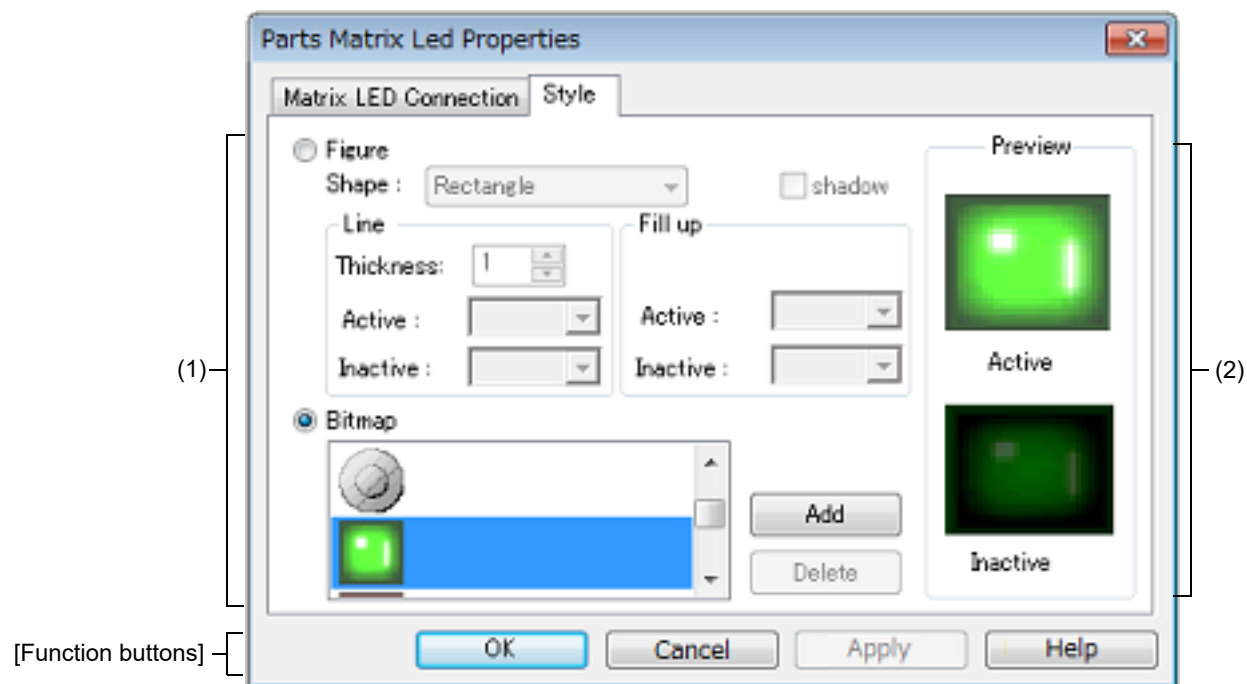 Parts Matrix Led Properties
Matrix LED Connection Style
Figure
Shape : Rectangle shadow
Preview
Line
Thickness: 1
Active :
Inactive :
Fill up
Active :
Inactive :
Active
Inactive
Bitmap
Add
Delete
(1)
(2)
[Function buttons]
OK Cancel Apply Help